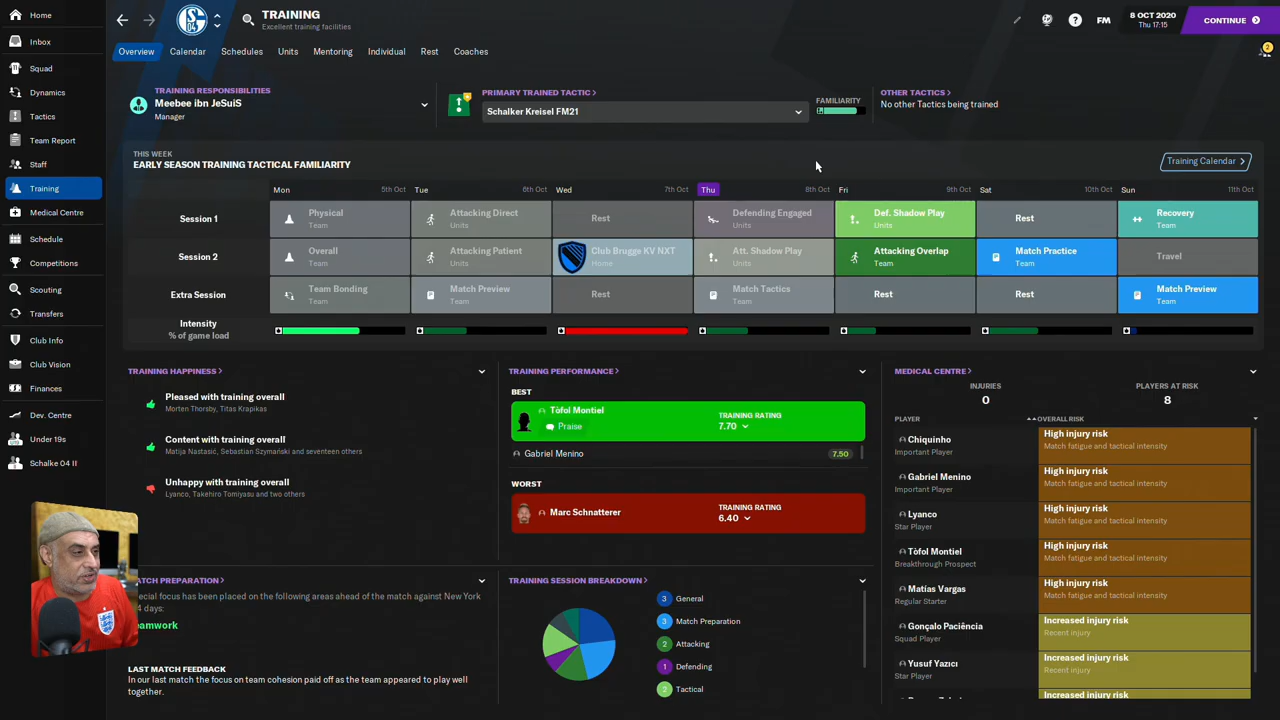 Home
TRAINING
Excellent training facilities
FM
8 OCT 2020
Thu 17:15
CONTINUE
2
Inbox
Overview
Calendar
Schedules
Units
Mentoring
Individual
Rest
Coaches
Squad
Dynamics
Tactics
Team Report
Staff
Training
Medical Centre
Schedule
Competitions
Scouting
Transfers
Club Info
Club Vision
Finances
Dev. Centre
Under 19s
Schalke 04 II
TRAINING RESPONSIBILITIES
Meebee ibn JeSuiS
Manager
PRIMARY TRAINED TACTIC >
Schalker Kreisel FM21
FAMILIARITY
OTHER TACTICS >
No other Tactics being trained
THIS WEEK
EARLY SEASON TRAINING TACTICAL FAMILIARITY
Training Calendar >
Mon 5th Oct Tue 6th Oct Wed 7th Oct Thu 8th Oct Fri 9th Oct Sat 10th Oct Sun 11th Oct
Session 1
Physical
Team
Attacking Direct
Units
Rest
Defending Engaged
Units
Def. Shadow Play
Units
Rest
Recovery
Team
Session 2
Overall
Team
Attacking Patient
Units
Club Brugge KV NXT
Home
Att. Shadow Play
Units
Attacking Overlap
Team
Match Practice
Team
Travel
Extra Session
Team Bonding
Team
Match Preview
Team
Rest
Match Tactics
Team
Rest
Rest
Match Preview
Team
Intensity
% of game load
TRAINING HAPPINESS >
Pleased with training overall
Morten Thorsby, Titas Krapikas
Content with training overall
Matija Nastasić, Sebastian Szymański and seventeen others
Unhappy with training overall
Lyanco, Takehiro Tomiyasu and two others
TRAINING PERFORMANCE >
BEST
Tòfol Montiel
Praise
TRAINING RATING
7.70
Gabriel Menino
7.50
WORST
Marc Schnatterer
TRAINING RATING
6.40
MEDICAL CENTRE >
INJURIES
0
PLAYERS AT RISK
8
PLAYER
OVERALL RISK
Chiquinho
Important Player
High injury risk
Match fatigue and tactical intensity
Gabriel Menino
Important Player
High injury risk
Match fatigue and tactical intensity
Lyanco
Star Player
High injury risk
Match fatigue and tactical intensity
Tòfol Montiel
Breakthrough Prospect
High injury risk
Match fatigue and tactical intensity
Matías Vargas
Regular Starter
High injury risk
Match fatigue and tactical intensity
Gonçalo Paciência
Squad Player
Increased injury risk
Recent injury
Yusuf Yazıcı
Star Player
Increased injury risk
Recent injury
Increased injury risk
ATCH PREPARATION >
ecial focus has been placed on the following areas ahead of the match against New York
4 days:
eamwork
LAST MATCH FEEDBACK
In our last match the focus on team cohesion paid off as the team appeared to play well
together.
TRAINING SESSION BREAKDOWN >
3 General
3 Match Preparation
2 Attacking
1 Defending
2 Tactical